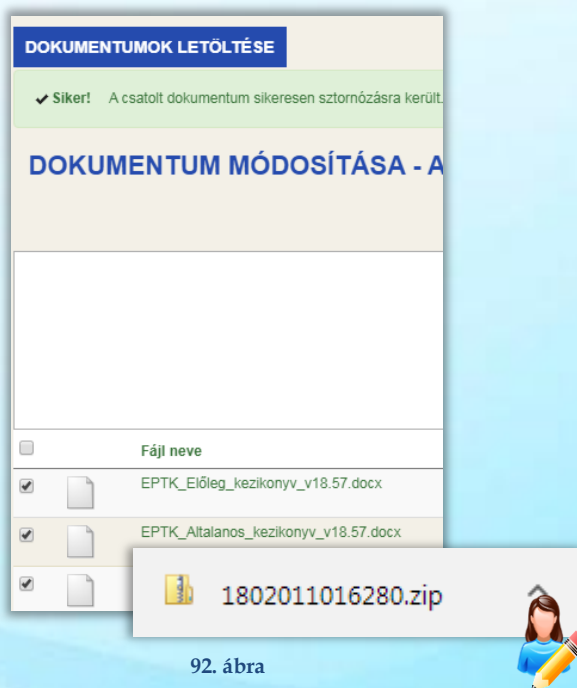 DOKUMENTUMOK LETÖLTÉSE
Siker! A csatolt dokumentum sikeresen sztornózásra került.
DOKUMENTUM MÓDOSÍTÁSA - A
Fájl neve
EPTK_Előleg_kezikonyv_v18.57.docx
EPTK_Altalanos_kezikonyv_v18.57.docx
1802011016280.zip
92. ábra